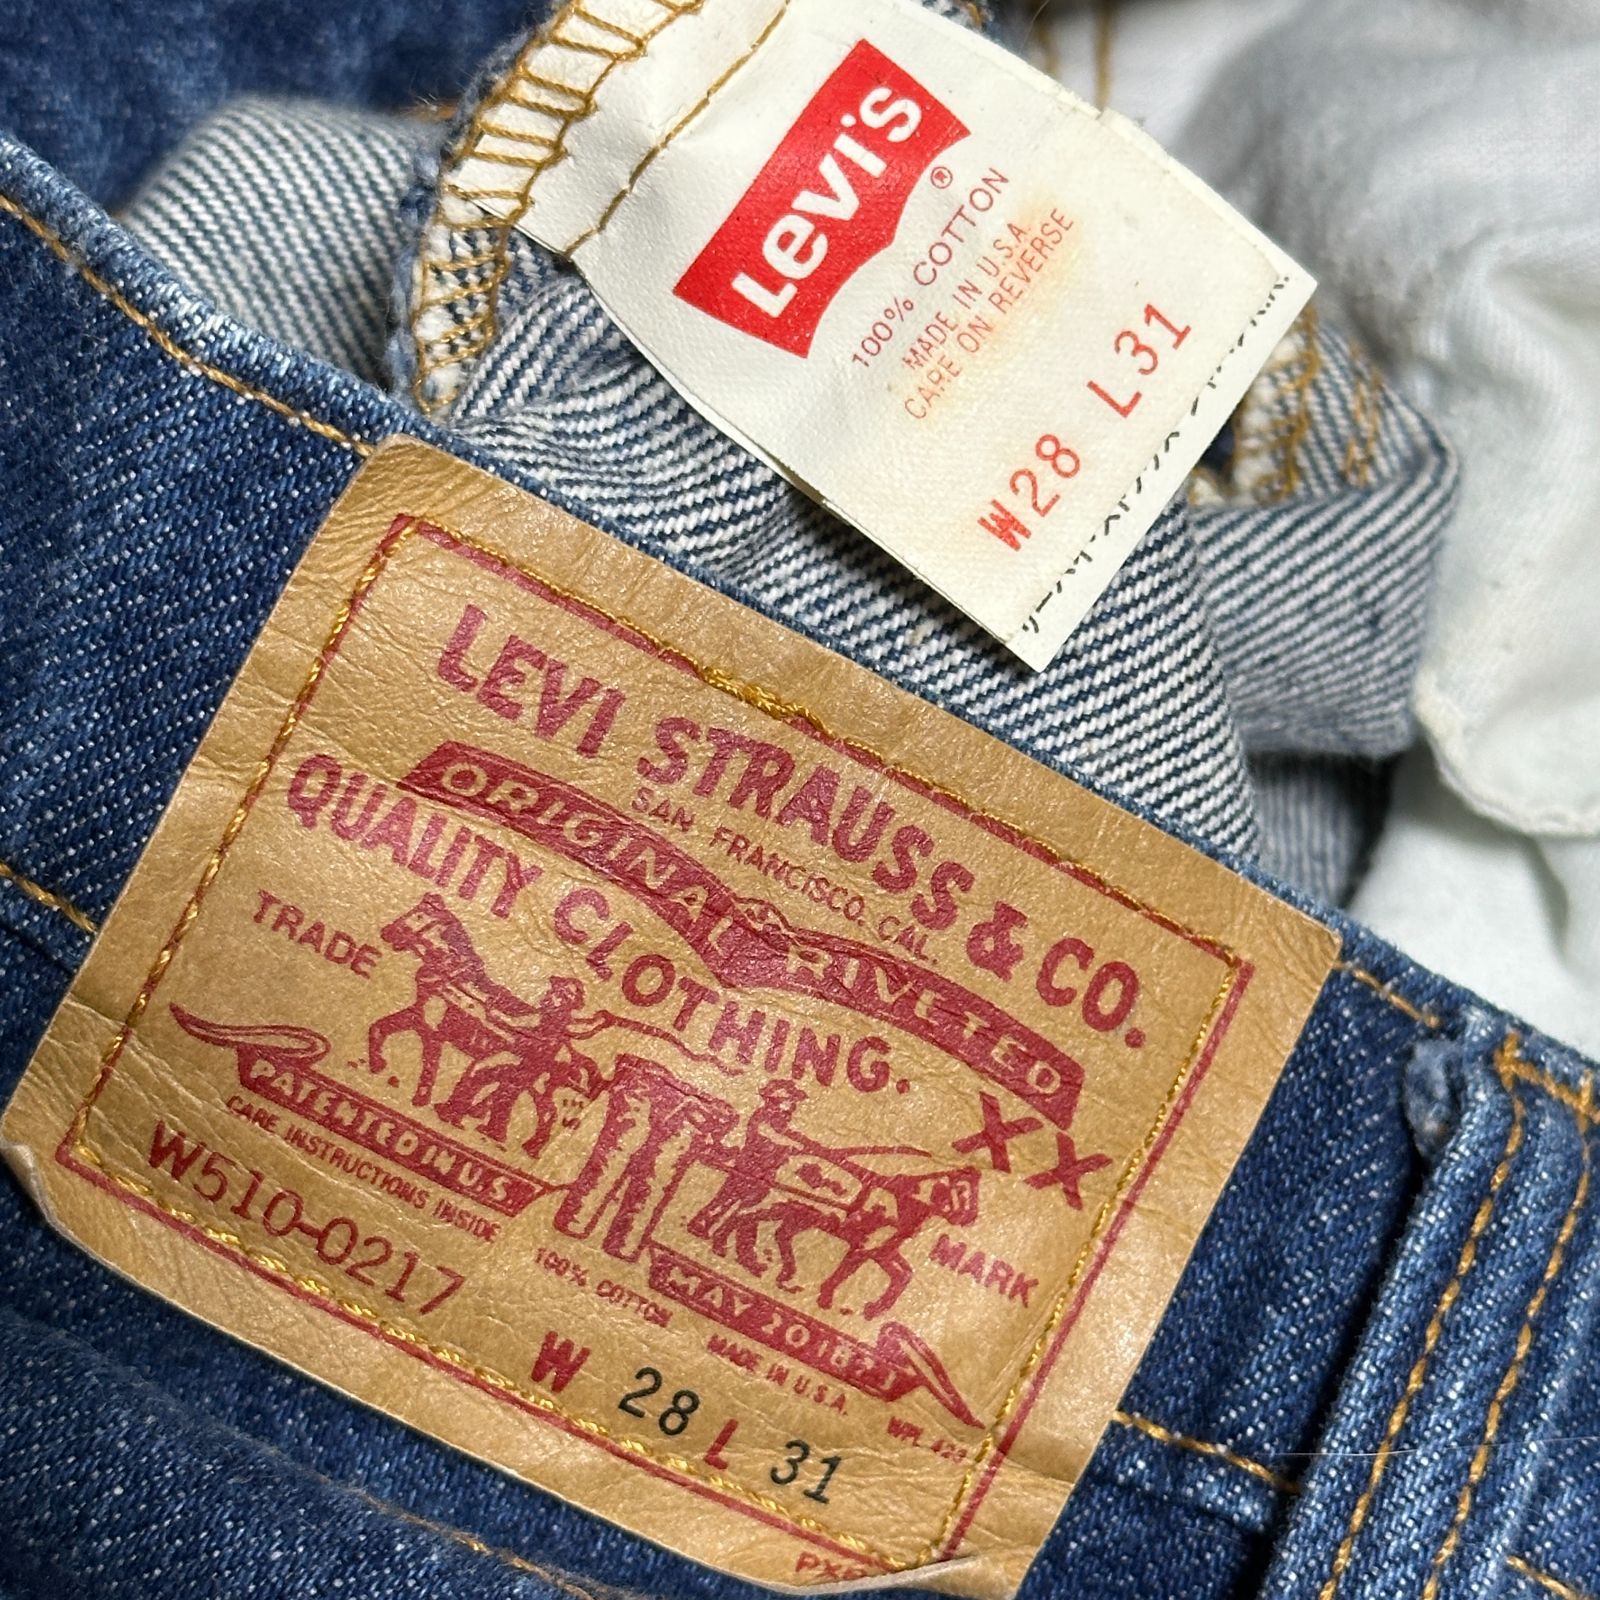 Levi's®
100% COTTON
MADE IN U.S.A.
CARE ON REVERSE
W28 L31
LEVI STRAUSS & CO.
SAN FRANCISCO, CAL.
ORIGINAL RIVETED
QUALITY CLOTHING.
TRADE
MARK
XX
PATENTED IN U.S.
MAY 20 1873
CARE INSTRUCTIONS INSIDE
100% COTTON
MADE IN U.S.A.
W510-0217
WPL 423
W 28 L 31